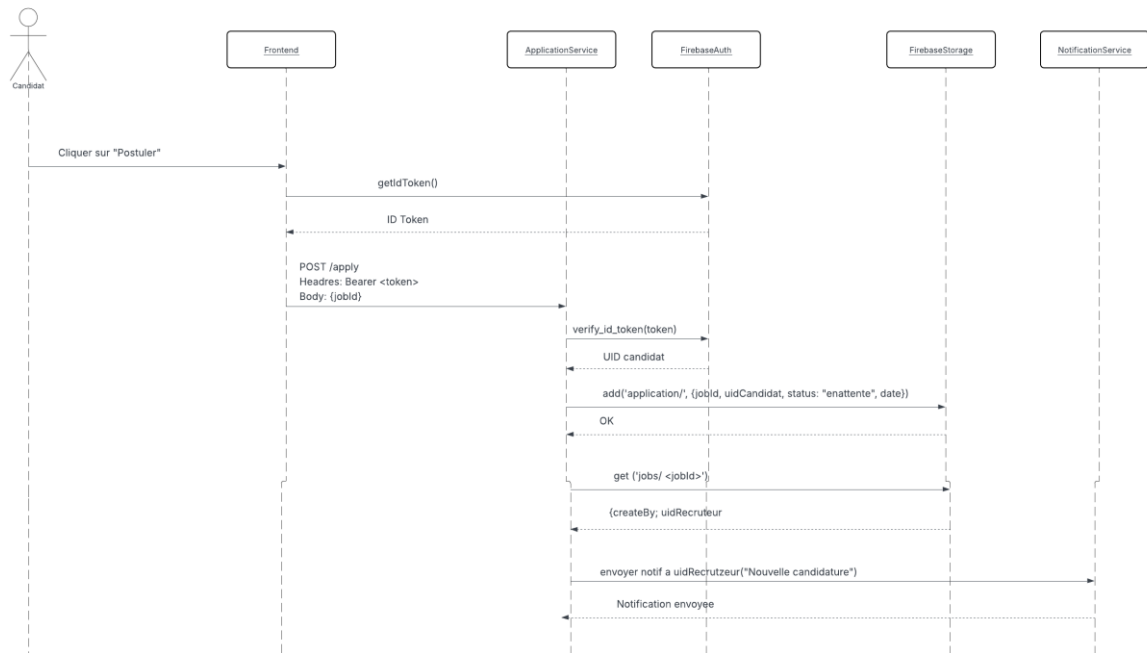 Candidat
Frontend
ApplicationService
FirebaseAuth
FirebaseStorage
NotificationService
Cliquer sur "Postuler"
getIdToken()
ID Token
POST /apply
Headres: Bearer <token>
Body: {jobId}
verify_id_token(token)
UID candidat
add('application/', {jobId, uidCandidat, status: "enattente", date})
OK
get ('jobs/ <jobId>')
{createBy; uidRecruteur
envoyer notif a uidRecrutzeur("Nouvelle candidature")
Notification envoyee